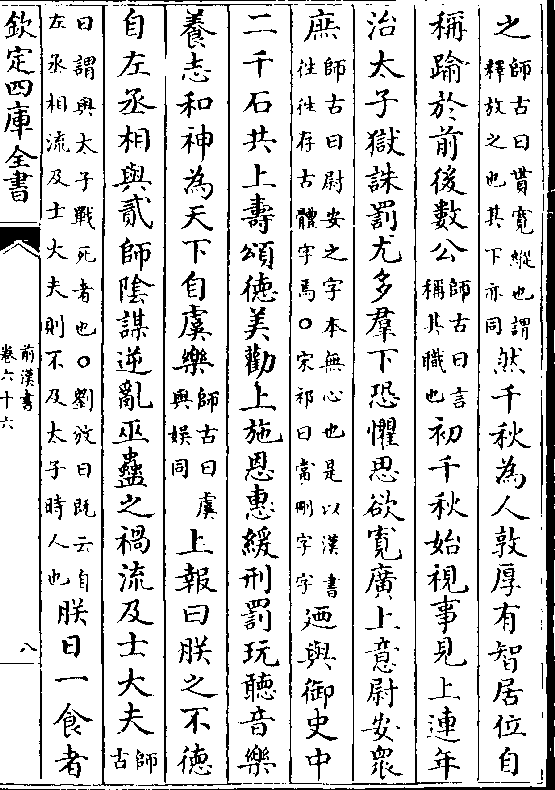 之師古曰貰寛縱也謂釋放之也其下亦同然千秋為人敦厚有智居位自
稱踰於前後數公師古曰言稱其職也初千秋始視事見上連年
治太子獄誅罰尤多羣下恐懼思欲寛廣上意尉安衆
庶師古曰尉安之字本無心也是以漢書往往存古體字焉○宋祁曰當刪字字廼與御史中
二千石共上壽頌徳美勸上施恩惠緩刑罰玩聽音樂
養志和神為天下自虞樂師古曰虞與娯同上報曰朕之不徳
自左丞相與貳師陰謀逆亂巫蠱之禍流及士大夫師古
曰謂與太子戰死者也○劉攽曰既云自左丞相流及士大夫則不及太子時人也朕日一食者
欽定四庫全書
前漢書
卷六十六
八